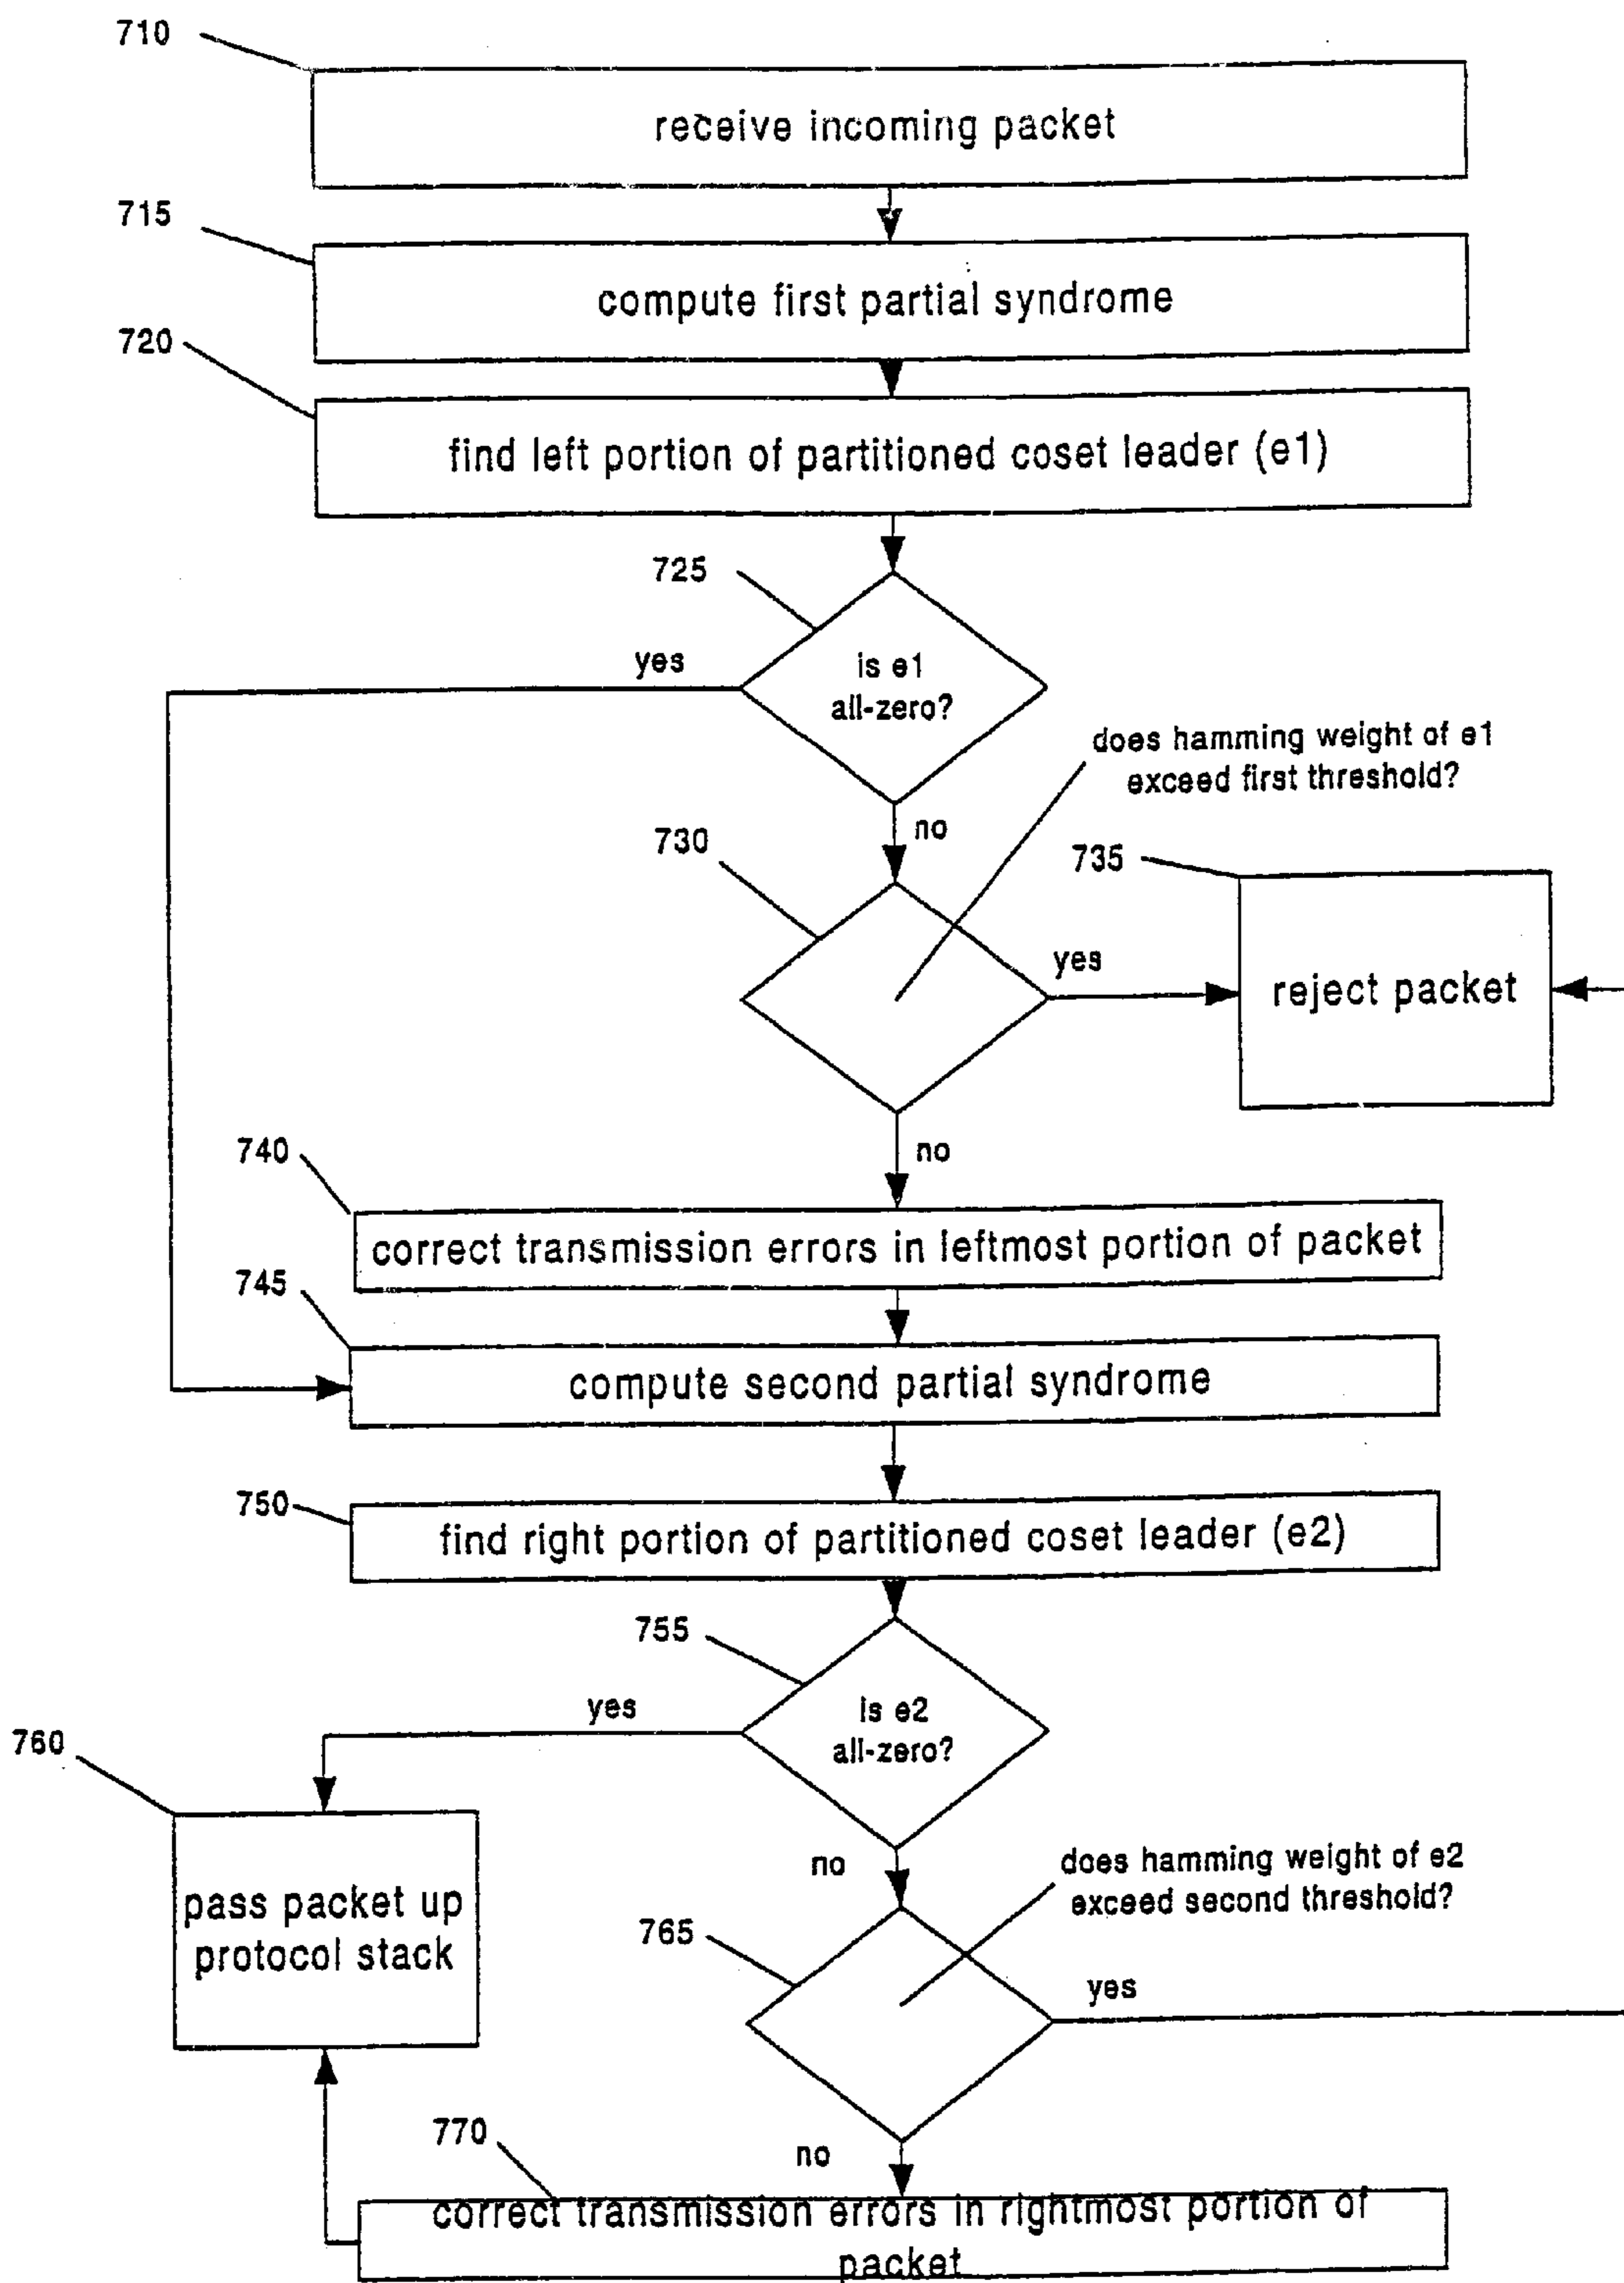 710
receive incoming packet
715
compute first partial syndrome
720
find left portion of partitioned coset leader (e1)
725
yes
is e1
all-zero?
does hamming weight of e1
exceed first threshold?
no
730
735
yes
reject packet
no
740
correct transmission errors in leftmost portion of packet
745
compute second partial syndrome
750
find right portion of partitioned coset leader (e2)
755
yes
is e2
all-zero?
760
no
does hamming weight of e2
exceed second threshold?
pass packet up
protocol stack
765
yes
770
no
correct transmission errors in rightmost portion of
packet